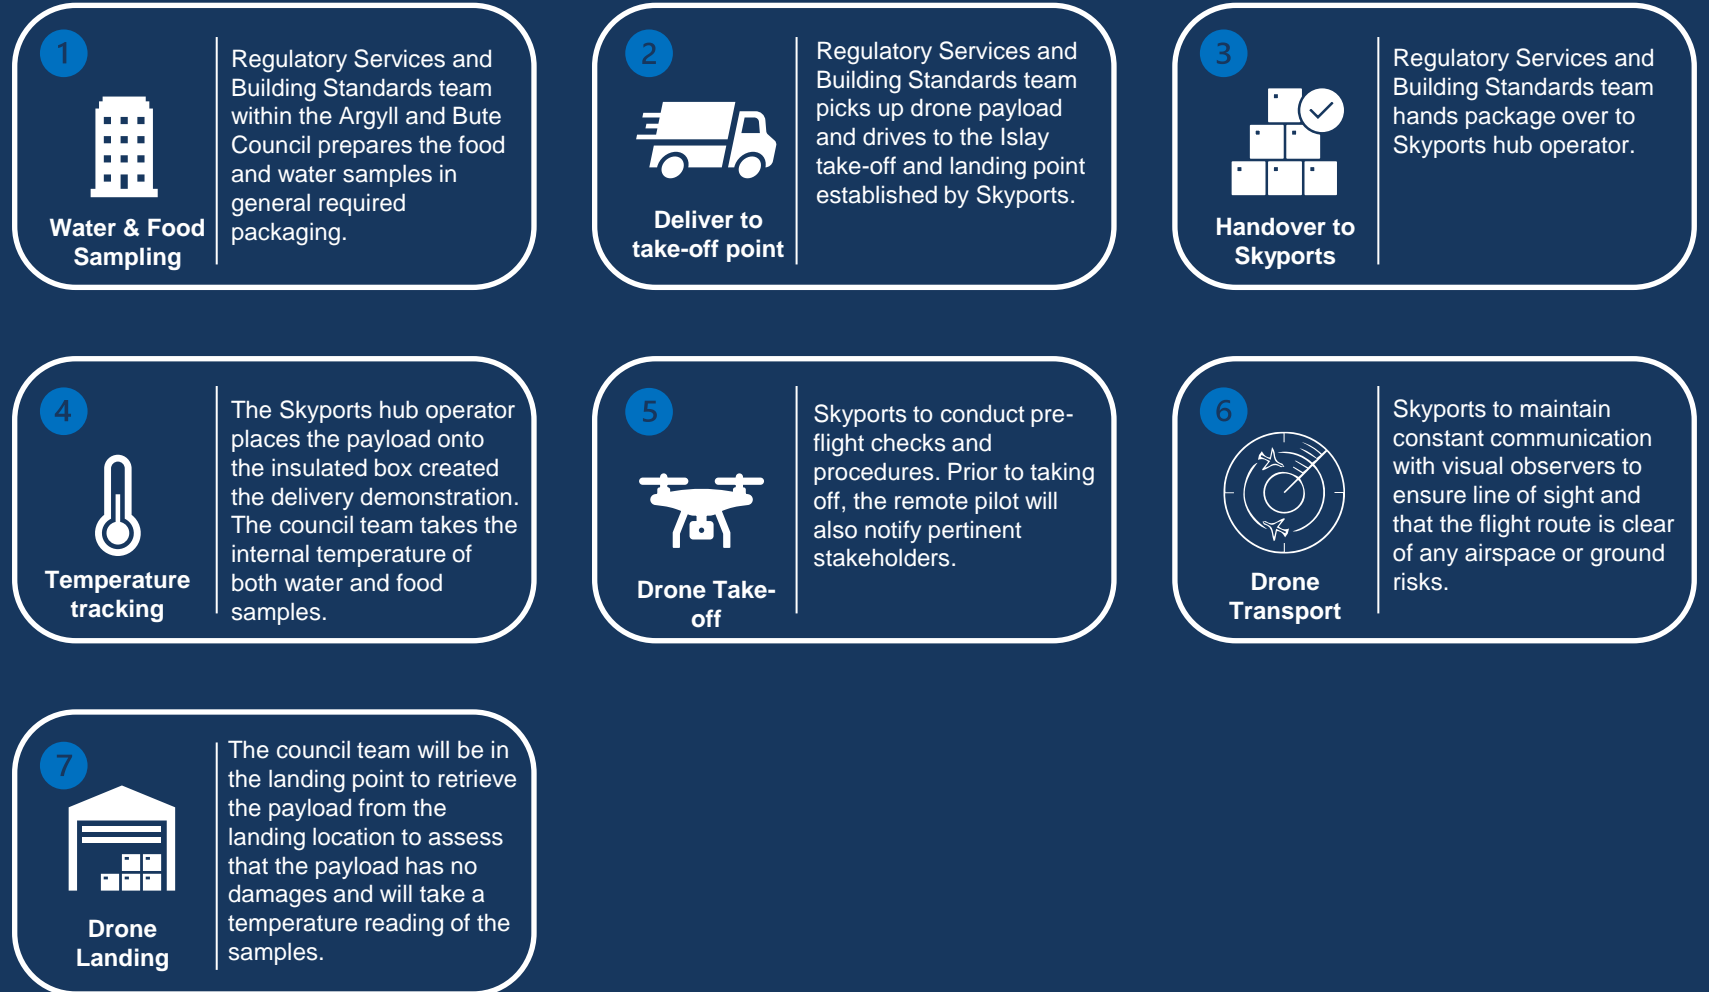 1
Regulatory Services and
Building Standards team
within the Argyll and Bute
Council prepares the food
and water samples in
general required
packaging.
Water & Food
Sampling
2
Regulatory Services and
Building Standards team
picks up drone payload
and drives to the Islay
take-off and landing point
established by Skyports.
Deliver to
take-off point
3
Regulatory Services and
Building Standards team
hands package over to
Skyports hub operator.
Handover to
Skyports
4
The Skyports hub operator
places the payload onto
the insulated box created
the delivery demonstration.
The council team takes the
internal temperature of
both water and food
samples.
Temperature
tracking
5
Skyports to conduct pre-
flight checks and
procedures. Prior to taking
off, the remote pilot will
also notify pertinent
stakeholders.
Drone Take-
off
6
Skyports to maintain
constant communication
with visual observers to
ensure line of sight and
that the flight route is clear
of any airspace or ground
risks.
Drone
Transport
7
The council team will be in
the landing point to retrieve
the payload from the
landing location to assess
that the payload has no
damages and will take a
temperature reading of the
samples.
Drone
Landing